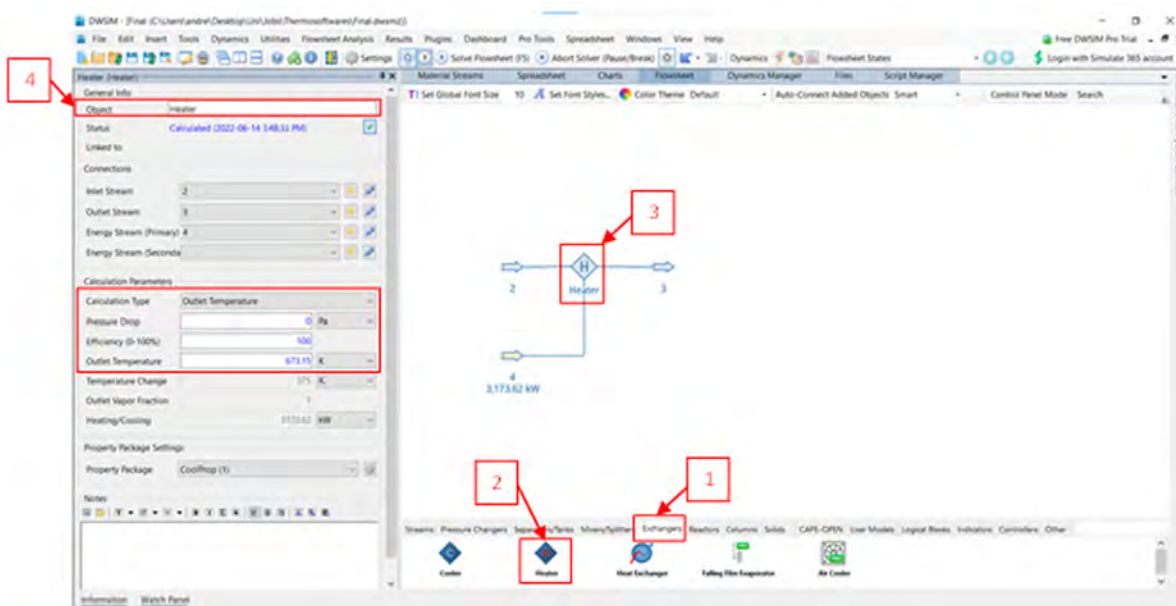 DWSIM - [Final (C:\Users\andre\Desktop\Uni\Jobs\Thermosoftwares\Final.dwxmz)]
File Edit Insert Tools Dynamics Utilities Flowsheet Analysis Results Plugins Dashboard Pro Tools Spreadsheet Windows View Help Free DWSIM Pro Trial
Settings Solve Flowsheet (F5) Abort Solver (Pause/Break) Dynamics Flowsheet States Login with Simulate 365 account
4
Heater (Heater)
General Info
Object Heater
Status Calculated (2022-06-14 3:48:33 PM)
Linked to
Connections
Inlet Stream 2
Outlet Stream 3
Energy Stream (Primary) 4
Energy Stream (Seconda
Calculation Parameters
Calculation Type Outlet Temperature
Pressure Drop 0 Pa
Efficiency (0-100%) 100
Outlet Temperature 673.15 K
Temperature Change 375 K.
Outlet Vapor Fraction 1
Heating/Cooling 3173.62 kW
Property Package Settings
Property Package CoolProp (1)
Notes
Information Watch Panel
Material Streams Spreadsheet Charts Flowsheet Dynamics Manager Files Script Manager
Set Global Font Size 10 Set Font Styles... Color Theme Default Auto-Connect Added Objects Smart Control Panel Mode Search
3
H
2 Heater 3
4
3,173.62 kW
2 1
Streams Pressure Changers Separators/Tanks Mixers/Splitters Exchangers Reactors Columns Solids CAPE-OPEN User Models Logical Blocks Indicators Controllers Other
C
Cooler Heater Heat Exchanger Falling Film Evaporator Air Cooler